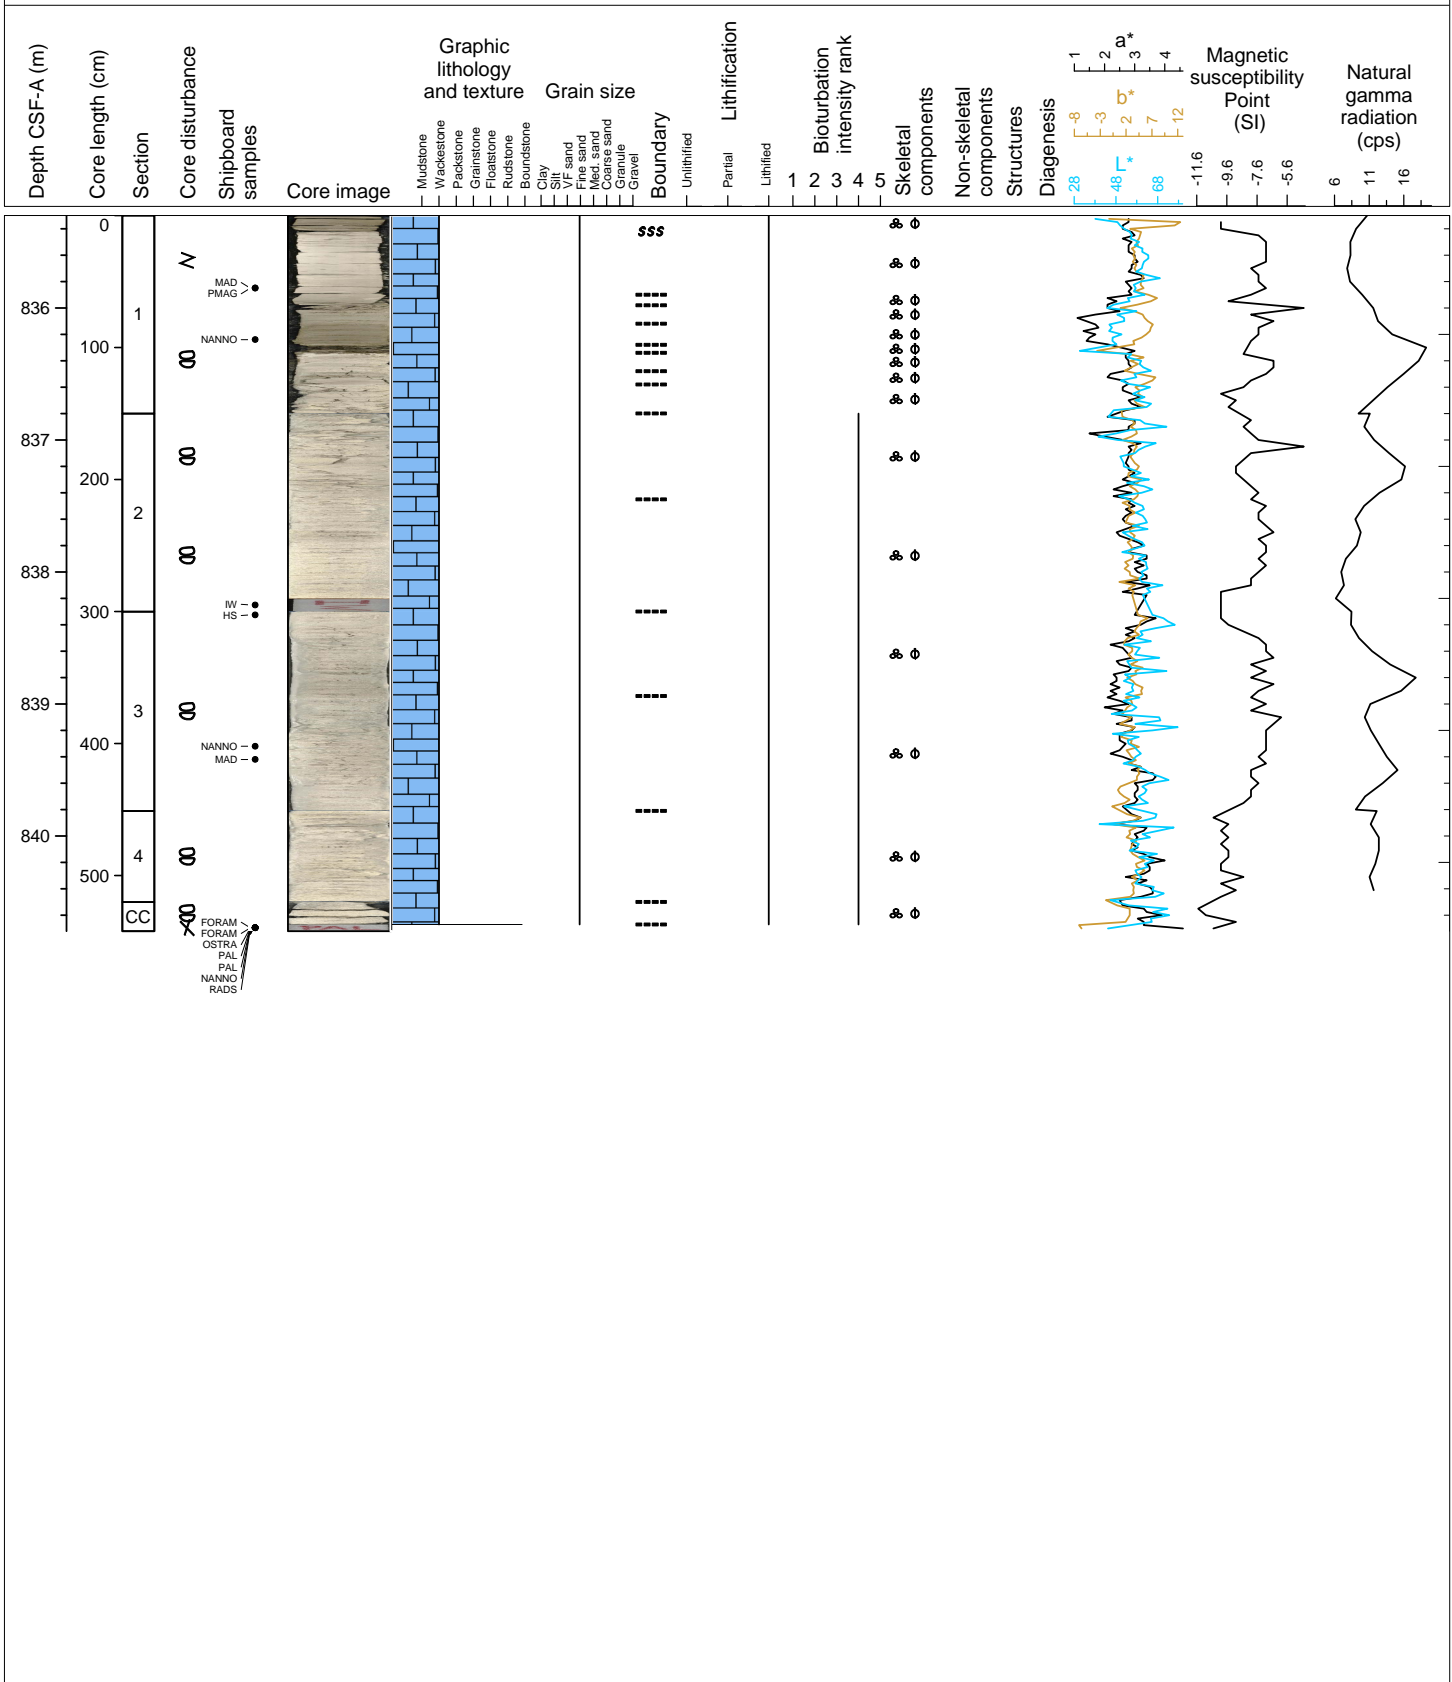 Depth CSF-A (m)
Core length (cm)
Section
Core disturbance
Shipboard
samples
Core image
Graphic
lithology
and texture
Mudstone
Wackestone
Packstone
Grainstone
Floatstone
Rudstone
Boundstone
Grain size
Clay
Silt
VF sand
Fine sand
Med. sand
Coarse sand
Granule
Gravel
Boundary
Lithification
Unlithified
Partial
Lithified
Bioturbation
intensity rank
1 2 3 4 5
Skeletal
components
Non-skeletal
components
Structures
Diagenesis
a*
1 2 3 4
b*
-8 -3 2 7 12
L*
28 48 68
Magnetic
susceptibility
Point
(SI)
-11.6 -9.6 -7.6 -5.6
Natural
gamma
radiation
(cps)
6 11 16
0
sss
MAD
PMAG
836
1
NANNO
100
837
200
2
838
IW
HS
300
839
3
400
NANNO
MAD
840
4
500
CC
FORAM
FORAM
OSTRA
PAL
PAL
NANNO
RADS